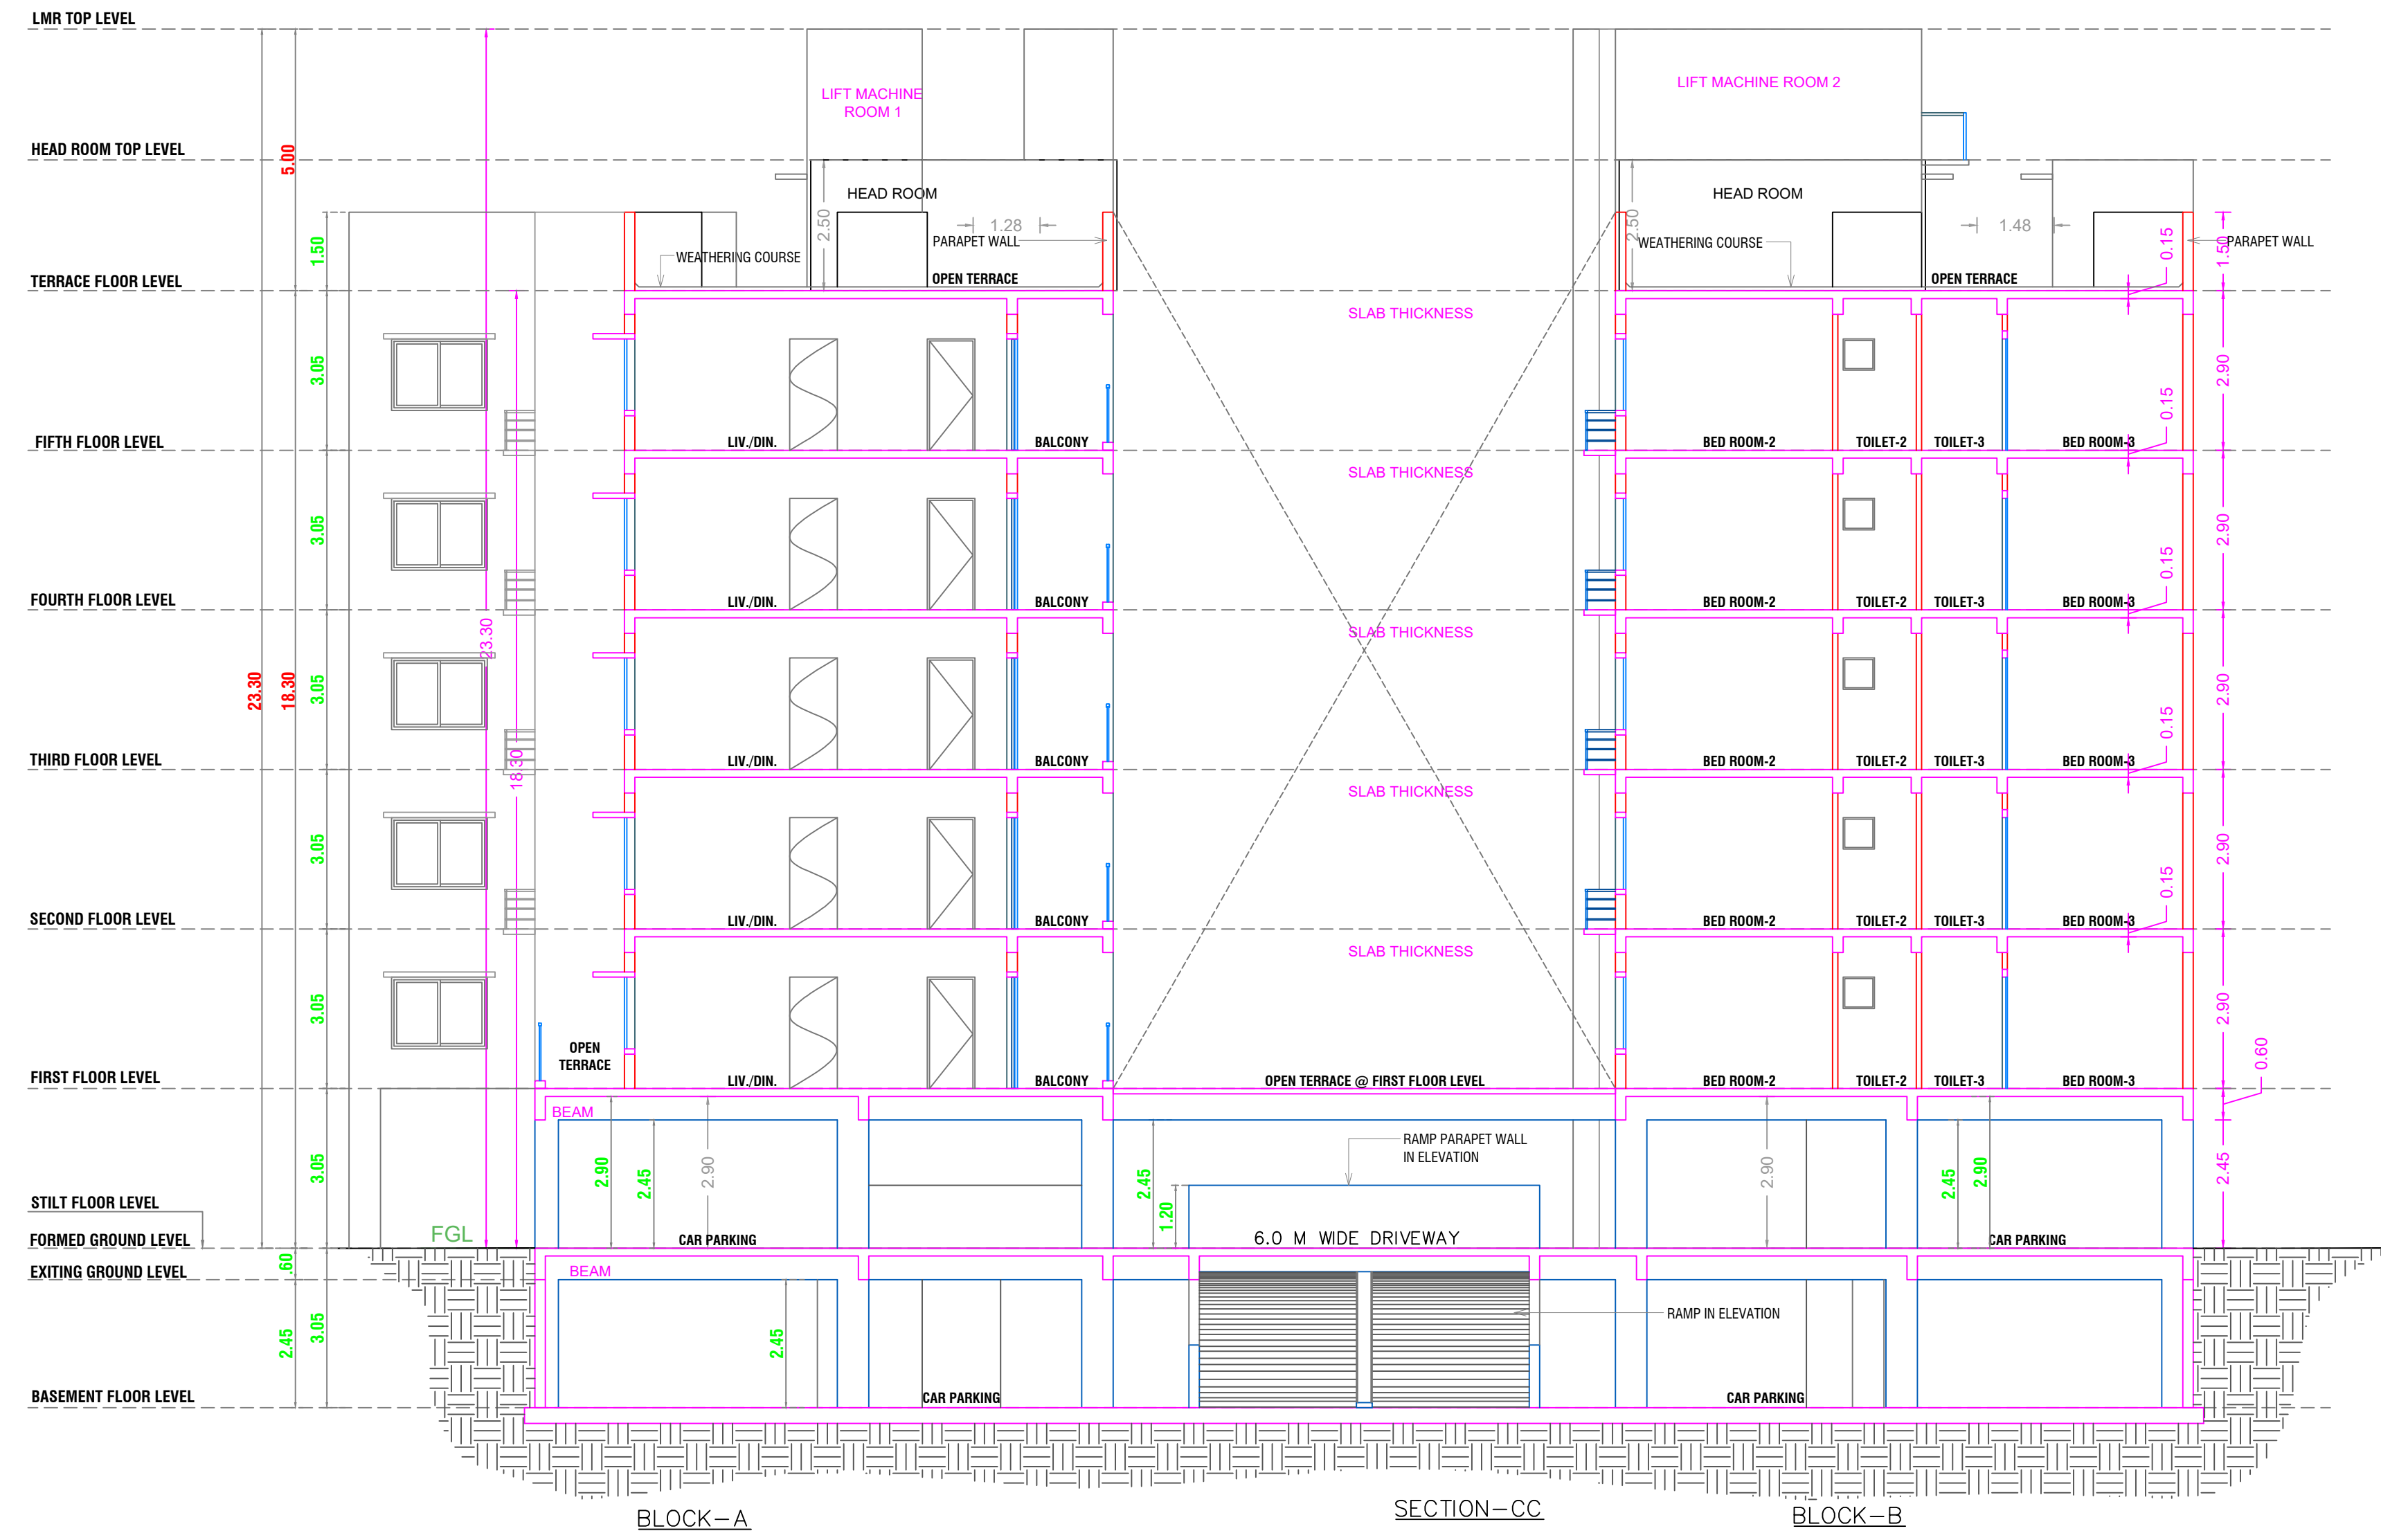 LMR TOP LEVEL
LIFT MACHINE
ROOM 1
LIFT MACHINE ROOM 2
HEAD ROOM TOP LEVEL
5.00
HEAD ROOM
HEAD ROOM
2.50
1.28
2.50
1.48
1.50
PARAPET WALL
WEATHERING COURSE
WEATHERING COURSE
0.15
1.50
PARAPET WALL
TERRACE FLOOR LEVEL
OPEN TERRACE
OPEN TERRACE
SLAB THICKNESS
3.05
2.90
0.15
FIFTH FLOOR LEVEL
LIV./DIN.
BALCONY
BED ROOM-2
TOILET-2
TOILET-3
BED ROOM-3
SLAB THICKNESS
3.05
2.90
0.15
FOURTH FLOOR LEVEL
LIV./DIN.
BALCONY
BED ROOM-2
TOILET-2
TOILET-3
BED ROOM-3
SLAB THICKNESS
23.30
23.30
18.30
3.05
2.90
0.15
THIRD FLOOR LEVEL
18.30
LIV./DIN.
BALCONY
BED ROOM-2
TOILET-2
TOILET-3
BED ROOM-3
SLAB THICKNESS
3.05
2.90
0.15
SECOND FLOOR LEVEL
LIV./DIN.
BALCONY
BED ROOM-2
TOILET-2
TOILET-3
BED ROOM-3
SLAB THICKNESS
3.05
2.90
OPEN
TERRACE
0.60
FIRST FLOOR LEVEL
LIV./DIN.
BALCONY
OPEN TERRACE @ FIRST FLOOR LEVEL
BED ROOM-2
TOILET-2
TOILET-3
BED ROOM-3
BEAM
RAMP PARAPET WALL
IN ELEVATION
3.05
2.90
2.45
2.90
2.45
1.20
2.90
2.45
2.90
2.45
STILT FLOOR LEVEL
FGL
FORMED GROUND LEVEL
CAR PARKING
6.0 M WIDE DRIVEWAY
CAR PARKING
.60
EXITING GROUND LEVEL
BEAM
RAMP IN ELEVATION
2.45
3.05
2.45
BASEMENT FLOOR LEVEL
CAR PARKING
CAR PARKING
BLOCK-A
SECTION-CC
BLOCK-B